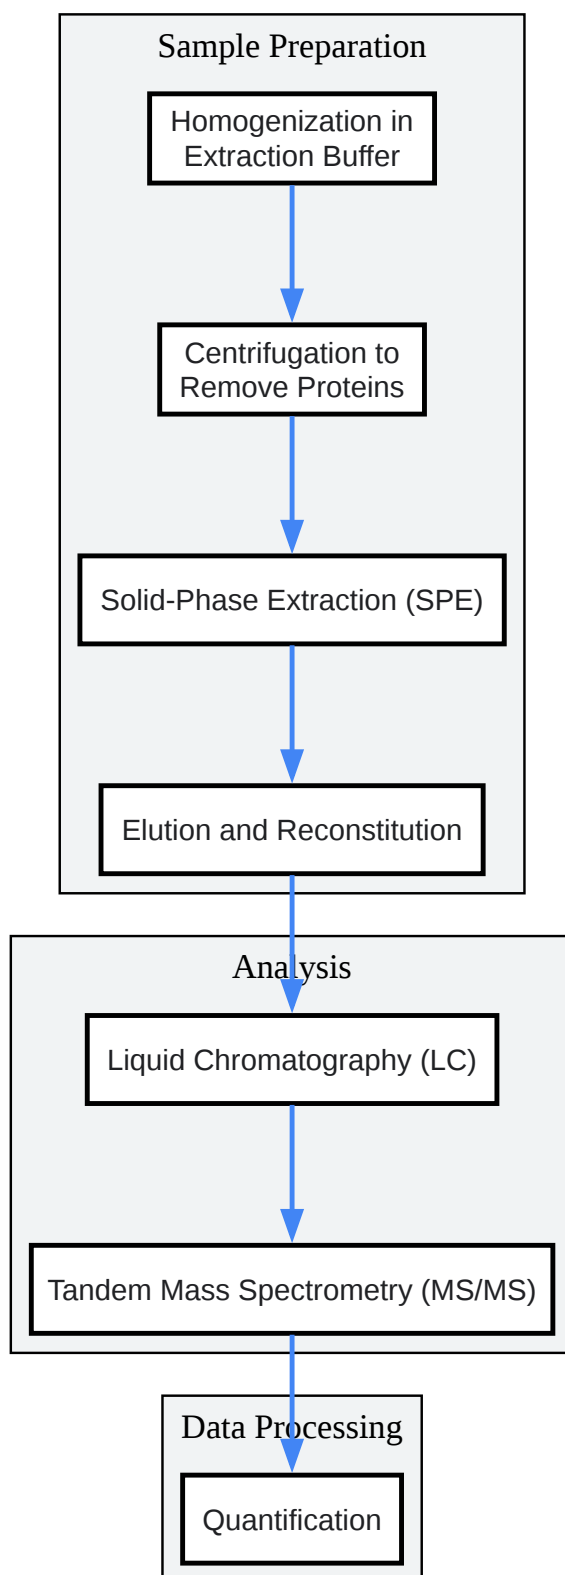 Sample Preparation
Homogenization in
Extraction Buffer
Centrifugation to
Remove Proteins
Solid-Phase Extraction (SPE)
Elution and Reconstitution
Analysis
Liquid Chromatography (LC)
Tandem Mass Spectrometry (MS/MS)
Data Processing
Quantification